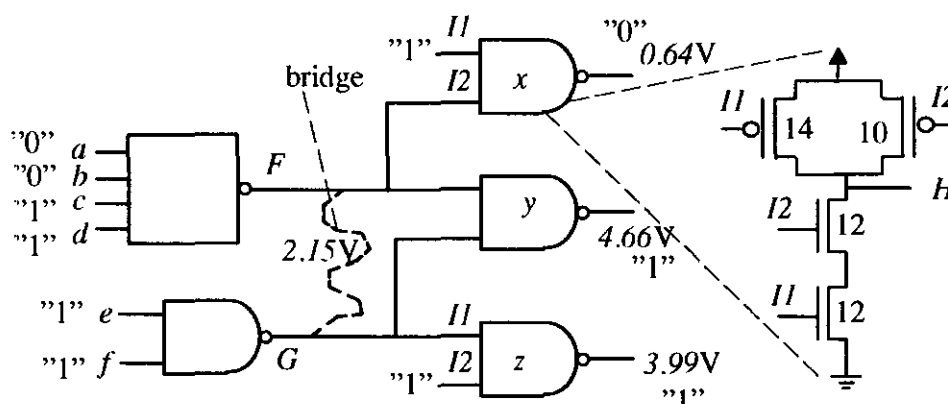 I1
"1"
I2
x
"0"
0.64V
bridge
"0" a
"0" b
"1" c
"1" d
F
2.15V
y
4.66V
"1"
"1" e
"1" f
G
I1
I2
"1"
z
3.99V
"1"
I1
14
10
I2
H
I2
12
I1
12